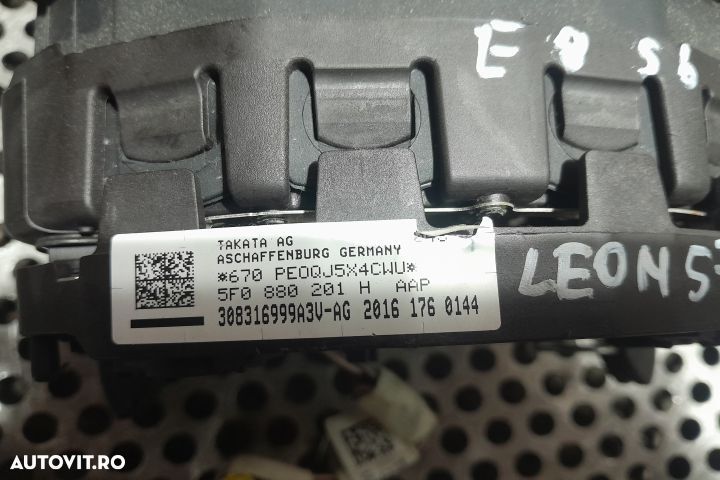 E 8 56
TAKATA AG
ASCHAFFENBURG GERMANY
*670 PEOQJ5X4CWU*
5F0 880 201 H AAP
308316999A3V-AG 2016 176 0144
LEON 5
AUTOVIT.RO